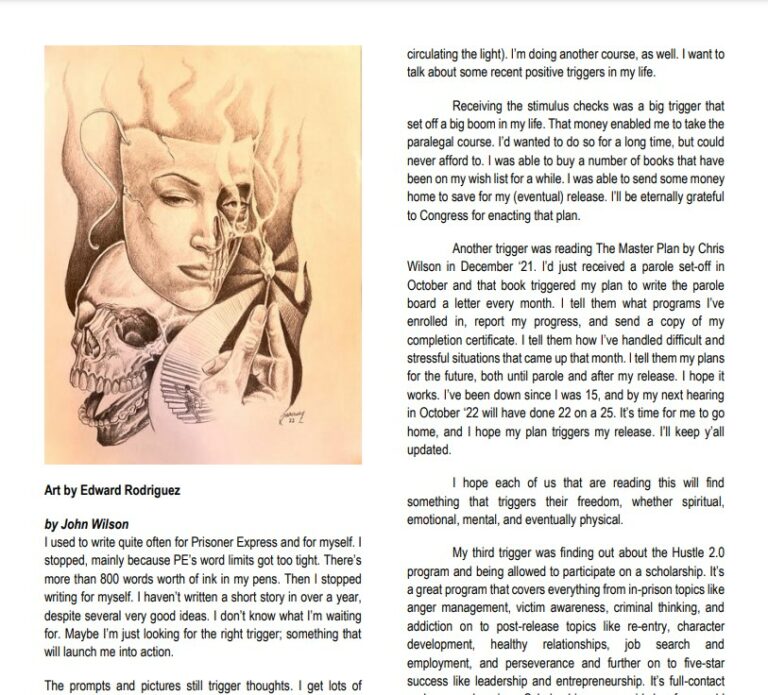 Art by Edward Rodriguez
by John Wilson
I used to write quite often for Prisoner Express and for myself. I
stopped, mainly because PE's word limits got too tight. There's
more than 800 words worth of ink in my pens. Then I stopped
writing for myself. I haven't written a short story in over a year,
despite several very good ideas. I don't know what I'm waiting
for. Maybe I'm just looking for the right trigger; something that
will launch me into action.
The prompts and pictures still trigger thoughts. I get lots of
circulating the light). I'm doing another course, as well. I want to
talk about some recent positive triggers in my life.
Receiving the stimulus checks was a big trigger that
set off a big boom in my life. That money enabled me to take the
paralegal course. I'd wanted to do so for a long time, but could
never afford to. I was able to buy a number of books that have
been on my wish list for a while. I was able to send some money
home to save for my (eventual) release. I'll be eternally grateful
to Congress for enacting that plan.
Another trigger was reading The Master Plan by Chris
Wilson in December '21. I'd just received a parole set-off in
October and that book triggered my plan to write the parole
board a letter every month. I tell them what programs I've
enrolled in, report my progress, and send a copy of my
completion certificate. I tell them how I've handled difficult and
stressful situations that came up that month. I tell them my plans
for the future, both until parole and after my release. I hope it
works. I've been down since I was 15, and by my next hearing
in October '22 will have done 22 on a 25. It's time for me to go
home, and I hope my plan triggers my release. I'll keep y'all
updated.
I hope each of us that are reading this will find
something that triggers their freedom, whether spiritual,
emotional, mental, and eventually physical.
My third trigger was finding out about the Hustle 2.0
program and being allowed to participate on a scholarship. It's
a great program that covers everything from in-prison topics like
anger management, victim awareness, criminal thinking, and
addiction on to post-release topics like re-entry, character
development, healthy relationships, job search and
employment, and perseverance and further on to five-star
success like leadership and entrepreneurship. It's full-contact